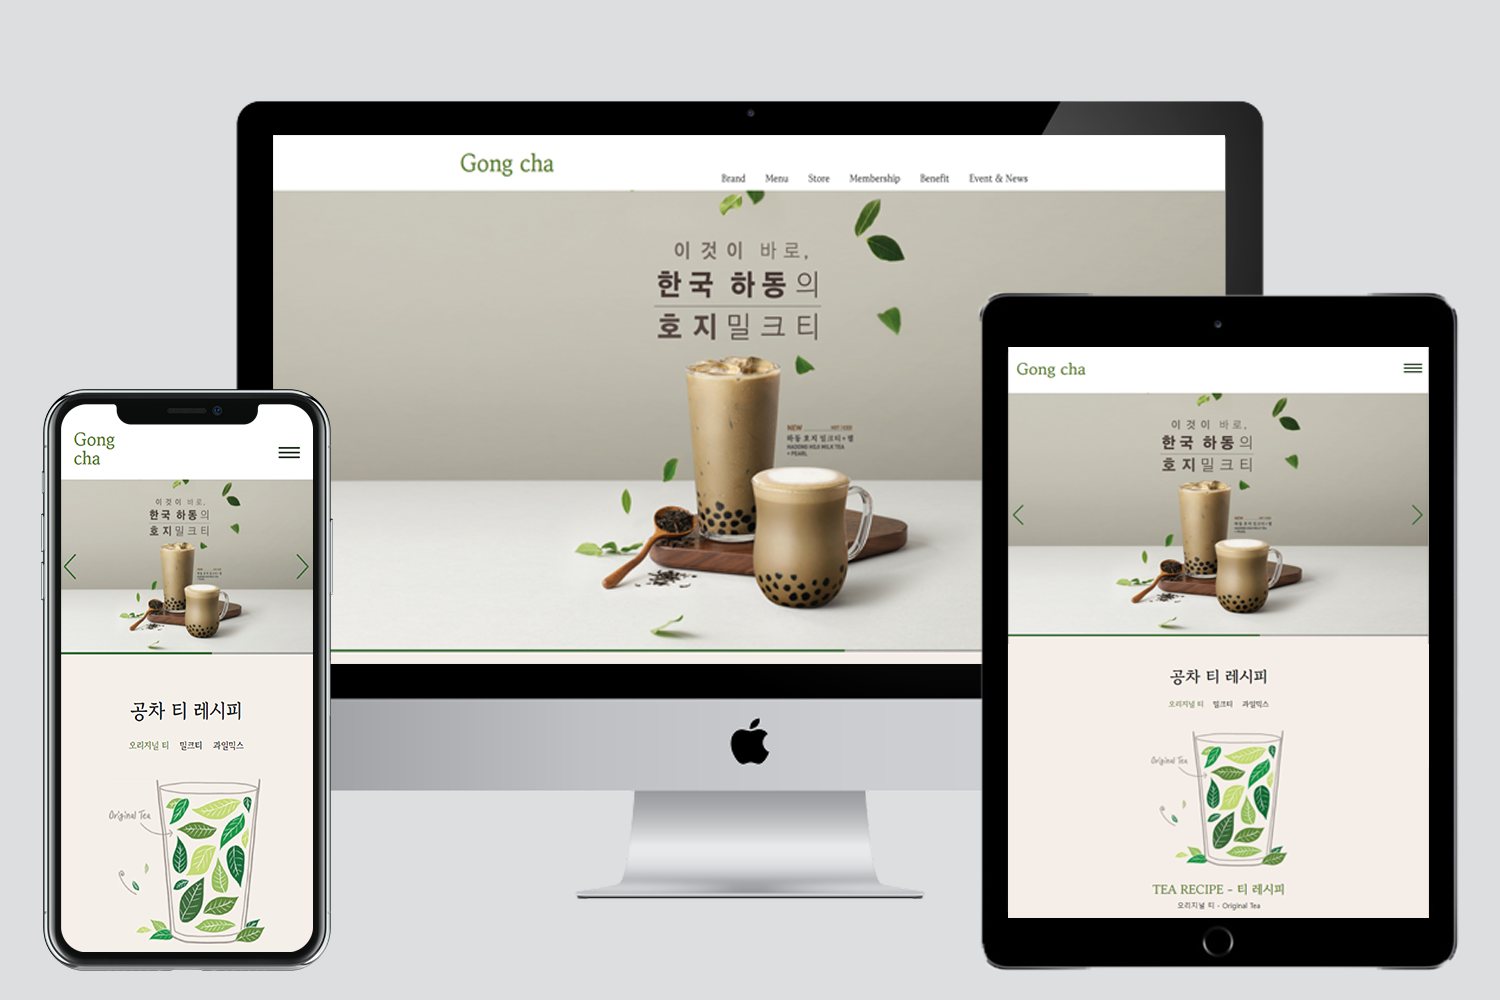 Gong cha
Brand Menu Store Membership Benefit Event & News
이것이 바로,
한국 하동의
호지밀크티
NEW HOT / ICED
하동 호지 밀크티+펄
HADONG HOJI MILK TEA
+ PEARL
Gong
cha
이것이 바로,
한국 하동의
호지밀크티
공차 티 레시피
오리지널 티 밀크티 과일믹스
Original Tea
Gong cha
이것이 바로,
한국 하동의
호지밀크티
공차 티 레시피
오리지널 티 밀크티 과일믹스
Original Tea
TEA RECIPE - 티 레시피
오리지널 티 - Original Tea